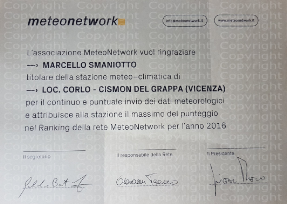 meteonetwork
L'associazione MeteoNetwork vuol ringraziare
—› MARCELLO SMANIOTTO
titolare della stazione meteo-climatica di
—› LOC. CORLO - CISMON DEL GRAPPA (VICENZA)
per il continuo e puntuale invio dei dati meteorologici
e attribuisce alla stazione il massimo del punteggio
nel Ranking della rete MeteoNetwork per l'anno 2016